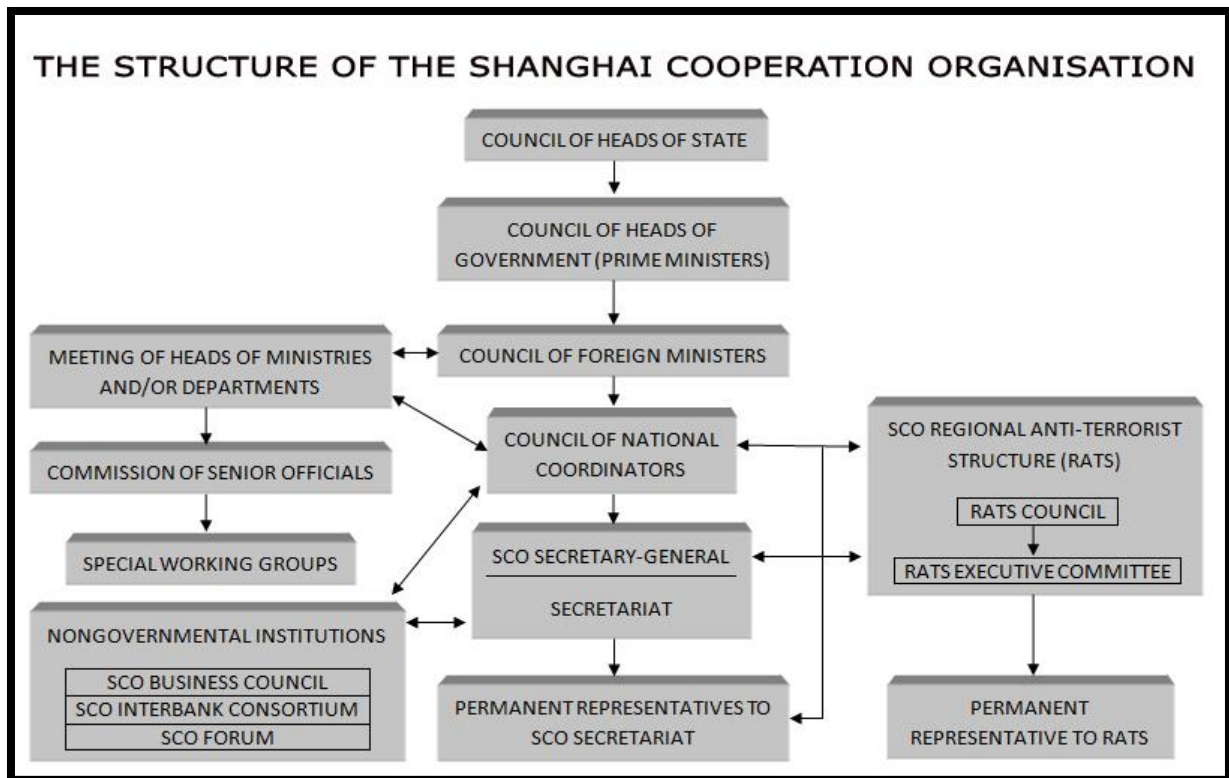 THE STRUCTURE OF THE SHANGHAI COOPERATION ORGANISATION
COUNCIL OF HEADS OF STATE
COUNCIL OF HEADS OF
GOVERNMENT (PRIME MINISTERS)
MEETING OF HEADS OF MINISTRIES
AND/OR DEPARTMENTS
COUNCIL OF FOREIGN MINISTERS
COMMISSION OF SENIOR OFFICIALS
COUNCIL OF NATIONAL
COORDINATORS
SCO REGIONAL ANTI-TERRORIST
STRUCTURE (RATS)
RATS COUNCIL
RATS EXECUTIVE COMMITTEE
SPECIAL WORKING GROUPS
SCO SECRETARY-GENERAL
SECRETARIAT
NONGOVERNMENTAL INSTITUTIONS
SCO BUSINESS COUNCIL
SCO INTERBANK CONSORTIUM
SCO FORUM
PERMANENT REPRESENTATIVES TO
SCO SECRETARIAT
PERMANENT
REPRESENTATIVE TO RATS